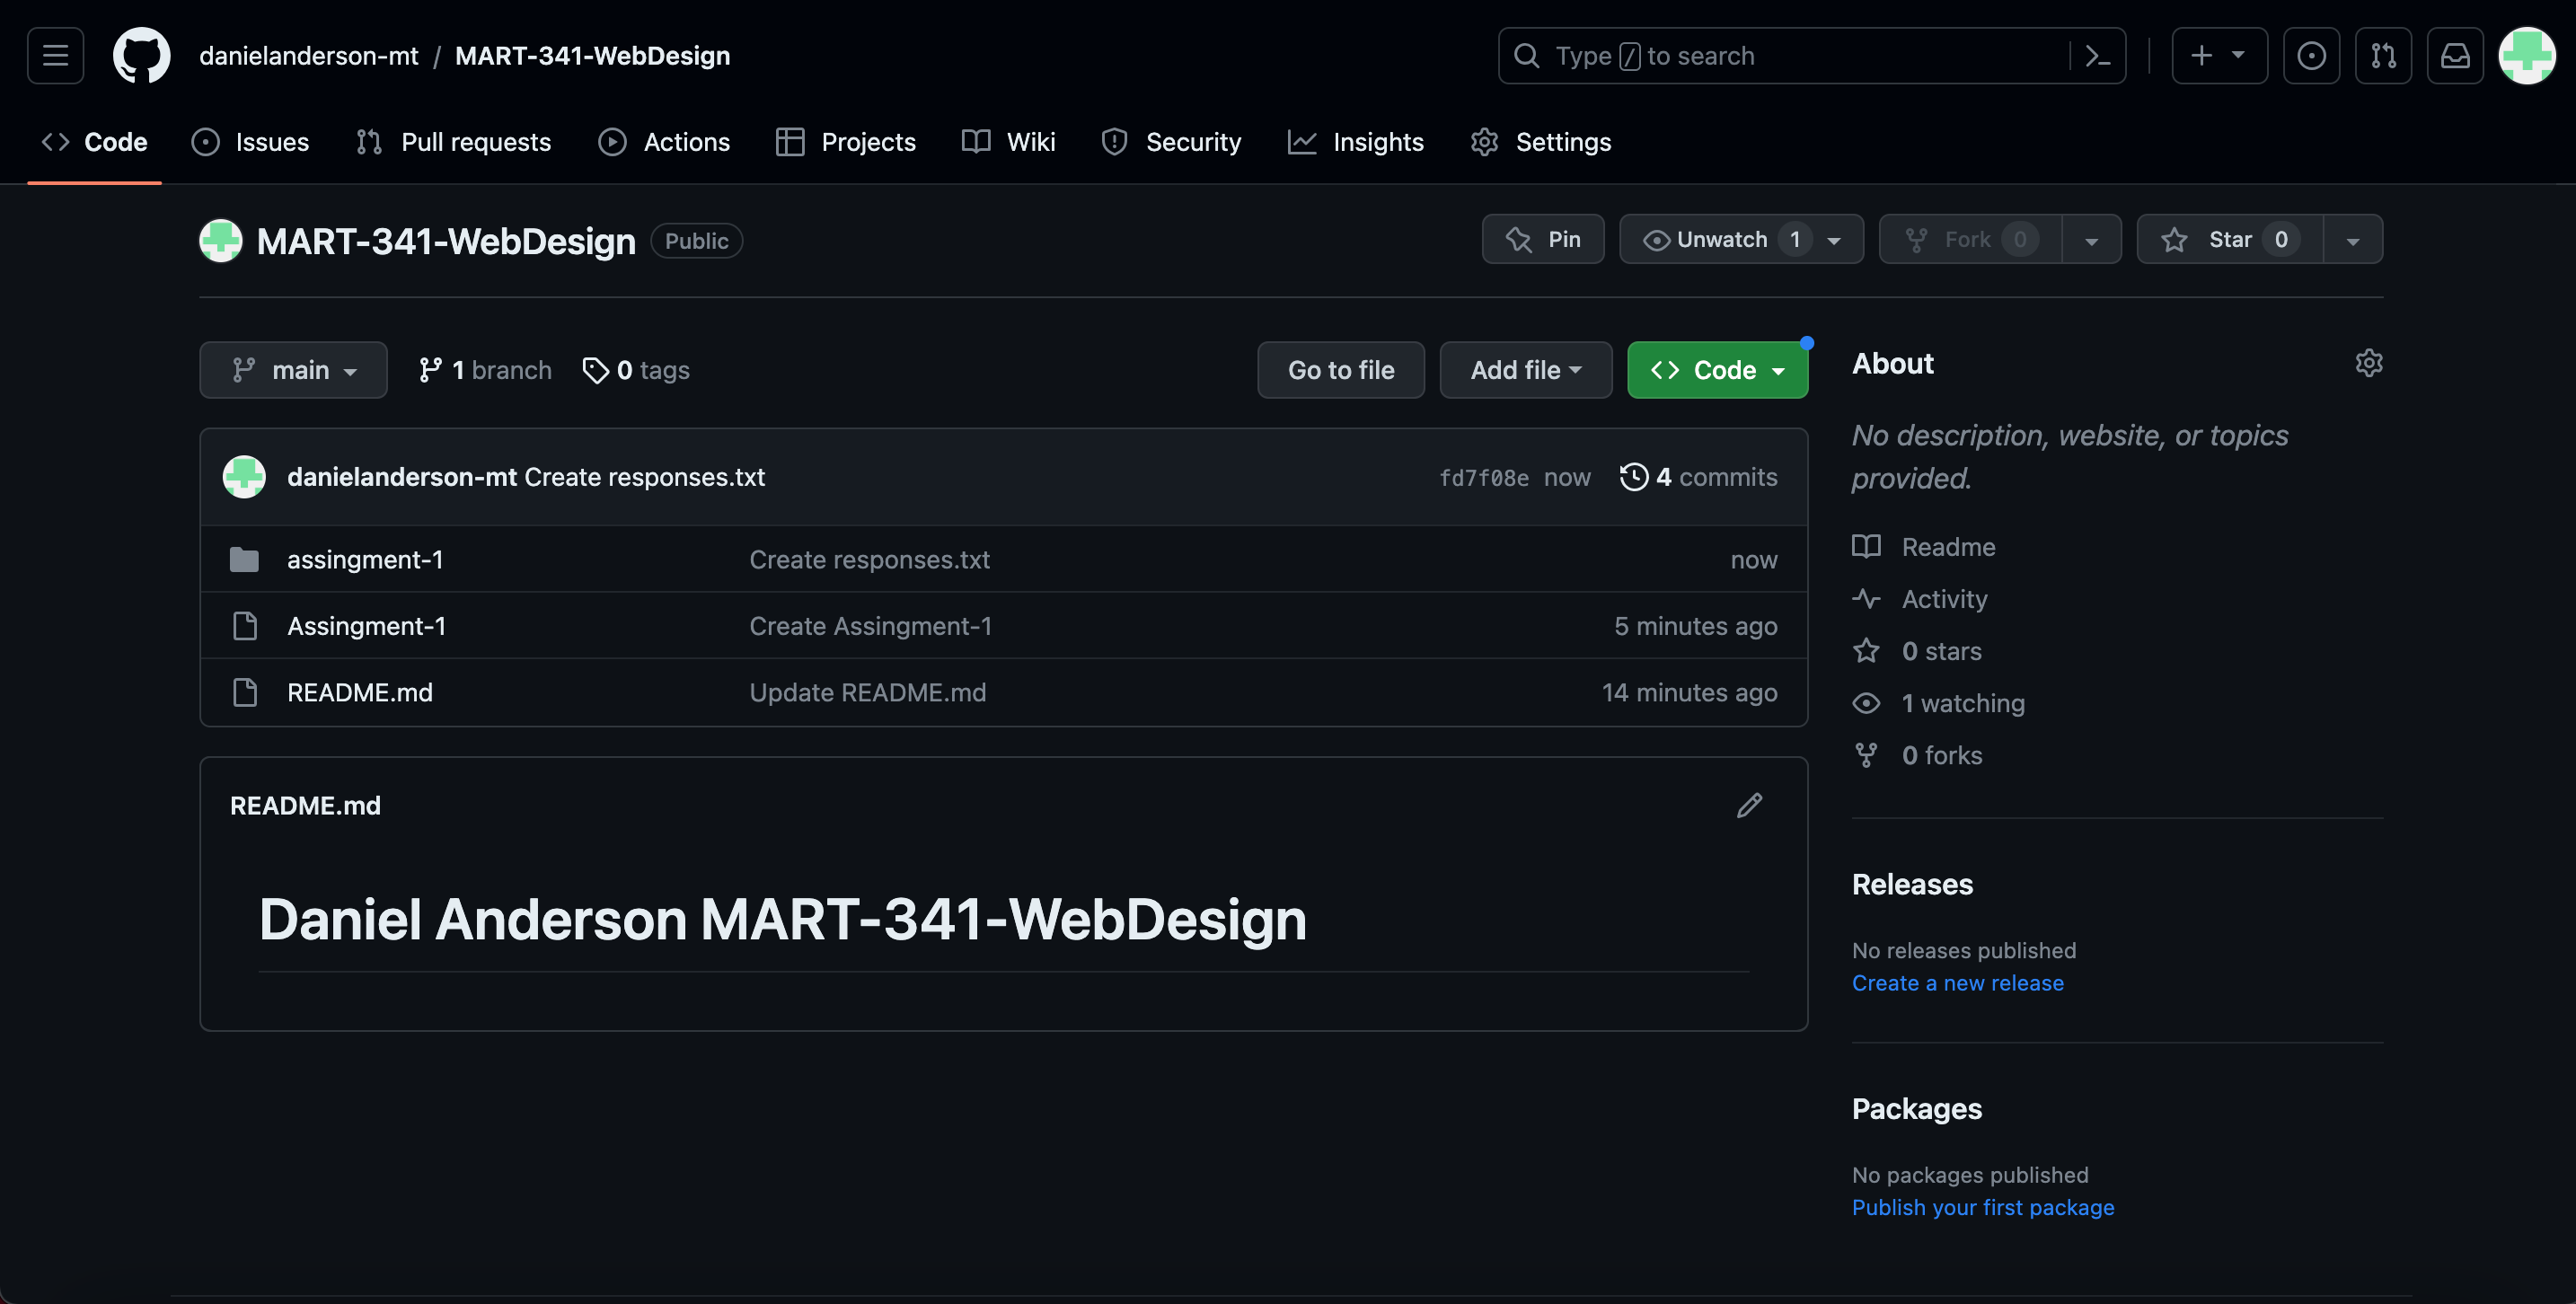 danielanderson-mt / MART-341-WebDesign
Type / to search
Code Issues Pull requests Actions Projects Wiki Security Insights Settings
MART-341-WebDesign Public
Pin Unwatch 1 Fork 0 Star 0
main 1 branch 0 tags Go to file Add file Code
danielanderson-mt Create responses.txt fd7f08e now 4 commits
assingment-1 Create responses.txt now
Assingment-1 Create Assingment-1 5 minutes ago
README.md Update README.md 14 minutes ago
README.md
Daniel Anderson MART-341-WebDesign
About
No description, website, or topics
provided.
Readme
Activity
0 stars
1 watching
0 forks
Releases
No releases published
Create a new release
Packages
No packages published
Publish your first package